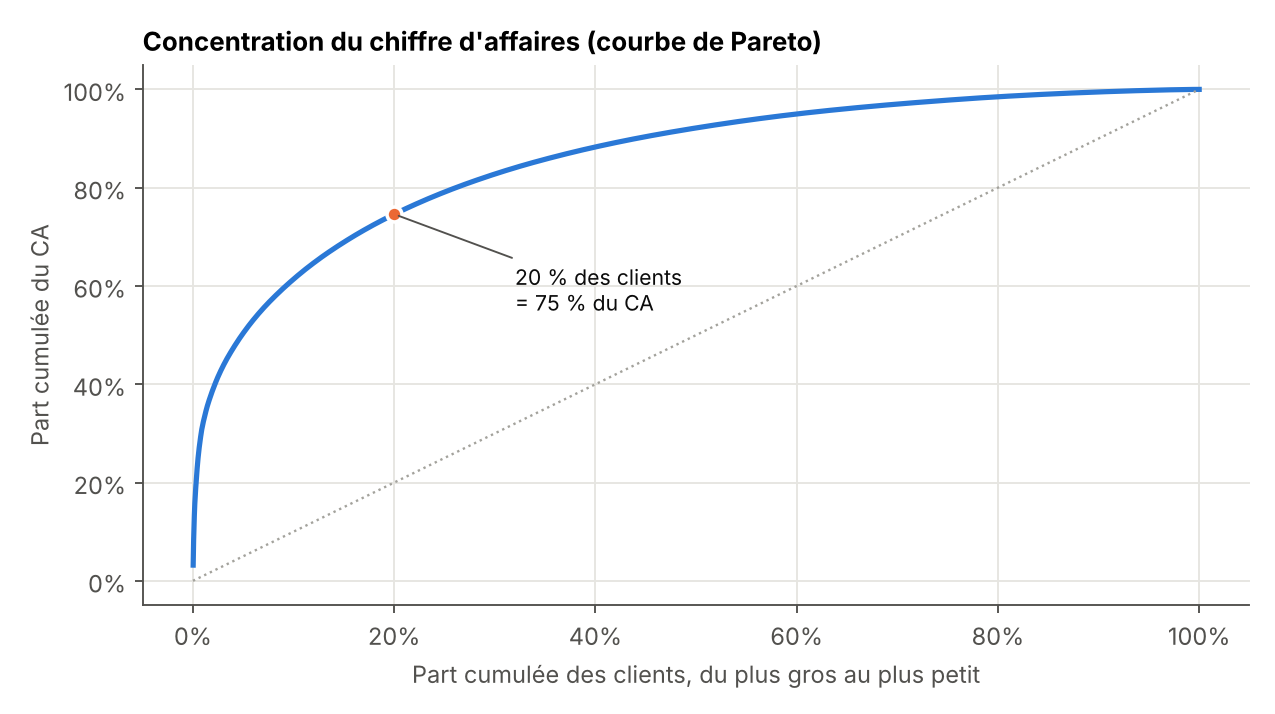 Concentration du chiffre d'affaires (courbe de Pareto)
100%
80%
60%
40%
20%
0%
Part cumulée du CA
20 % des clients
= 75 % du CA
0%
20%
40%
60%
80%
100%
Part cumulée des clients, du plus gros au plus petit